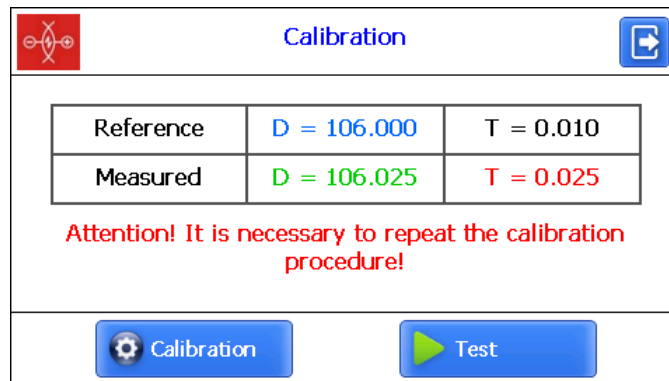 Calibration
Reference D = 106.000 T = 0.010
Measured D = 106.025 T = 0.025
Attention! It is necessary to repeat the calibration
procedure!
Calibration Test